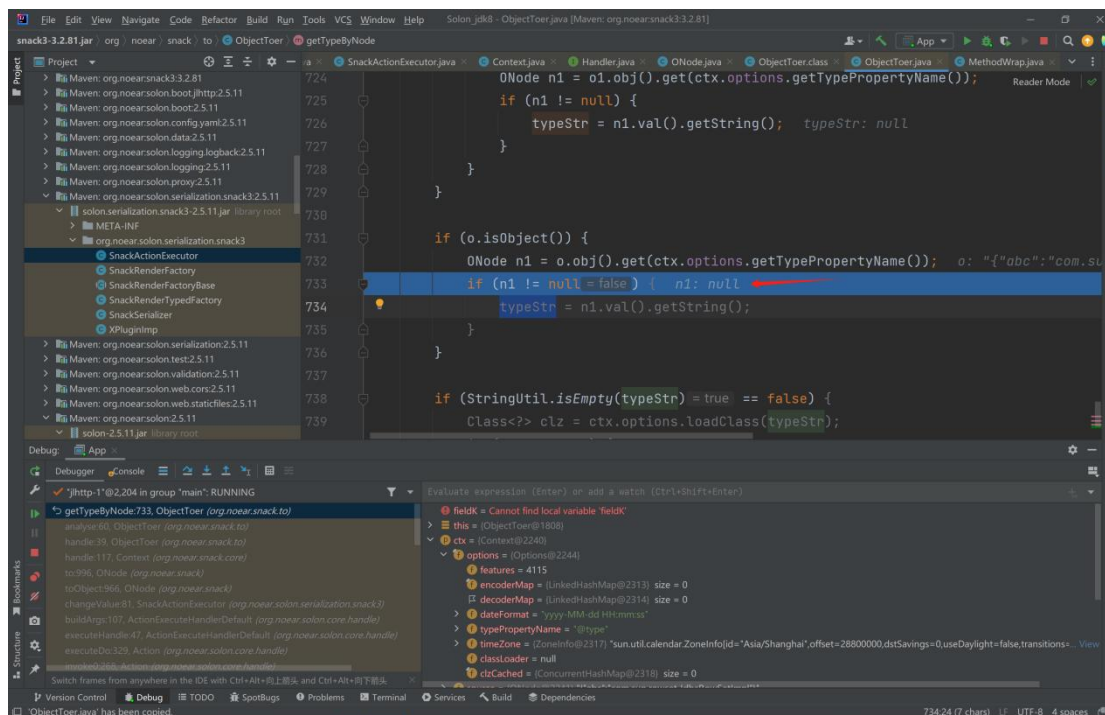 File Edit View Navigate Code Refactor Build Run Tools VCS Window Help Solon_jdk8 - ObjectToer.java [Maven: org.noear:snack3:3.2.81]
snack3-3.2.81.jar org noear snack to ObjectToer getTypeByNode
App
Project
SnackActionExecutor.java Context.java Handler.java ONode.java ObjectToer.class ObjectToer.java MethodWrap.java
Reader Mode
Maven: org.noear:snack3:3.2.81
Maven: org.noear:solon.boot.jlhttp:2.5.11
Maven: org.noear:solon.boot:2.5.11
Maven: org.noear:solon.config.yaml:2.5.11
Maven: org.noear:solon.data:2.5.11
Maven: org.noear:solon.logging.logback:2.5.11
Maven: org.noear:solon.logging:2.5.11
Maven: org.noear:solon.proxy:2.5.11
Maven: org.noear:solon.serialization.snack3:2.5.11
solon.serialization.snack3-2.5.11.jar library root
META-INF
org.noear.solon.serialization.snack3
SnackActionExecutor
SnackRenderFactory
SnackRenderFactoryBase
SnackRenderTypedFactory
SnackSerializer
XPluginImp
Maven: org.noear:solon.serialization:2.5.11
Maven: org.noear:solon.test:2.5.11
Maven: org.noear:solon.validation:2.5.11
Maven: org.noear:solon.web.cors:2.5.11
Maven: org.noear:solon.web.staticfiles:2.5.11
Maven: org.noear:solon:2.5.11
solon-2.5.11.jar library root
724 ONode n1 = o1.obj().get(ctx.options.getTypePropertyName());
725 if (n1 != null) {
726 typeStr = n1.val().getString(); typeStr: null
727 }
728 }
729 }
730
731 if (o.isObject()) {
732 ONode n1 = o.obj().get(ctx.options.getTypePropertyName()); o: "{"abc":"com.su
733 if (n1 != null = false ) { n1: null
734 typeStr = n1.val().getString();
735 }
736 }
737
738 if (StringUtil.isEmpty(typeStr) = true == false) {
739 Class<?> clz = ctx.options.loadClass(typeStr);
Debug: App
Debugger Console
"jlhttp-1"@2,204 in group "main": RUNNING
getTypeByNode:733, ObjectToer (org.noear.snack.to)
analyse:60, ObjectToer (org.noear.snack.to)
handle:39, ObjectToer (org.noear.snack.to)
handle:117, Context (org.noear.snack.core)
to:996, ONode (org.noear.snack)
toObject:966, ONode (org.noear.snack)
changeValue:81, SnackActionExecutor (org.noear.solon.serialization.snack3)
buildArgs:107, ActionExecuteHandlerDefault (org.noear.solon.core.handle)
executeHandle:47, ActionExecuteHandlerDefault (org.noear.solon.core.handle)
executeDo:329, Action (org.noear.solon.core.handle)
invoke0:268, Action (org.noear.solon.core.handle)
Switch frames from anywhere in the IDE with Ctrl+Alt+向上箭头 and Ctrl+Alt+向下箭头
Evaluate expression (Enter) or add a watch (Ctrl+Shift+Enter)
fieldK = Cannot find local variable 'fieldK'
this = {ObjectToer@1808}
ctx = {Context@2240}
options = {Options@2244}
features = 4115
encoderMap = {LinkedHashMap@2313} size = 0
decoderMap = {LinkedHashMap@2314} size = 0
dateFormat = "yyyy-MM-dd HH:mm:ss"
typePropertyName = "@type"
timeZone = {ZoneInfo@2317} "sun.util.calendar.ZoneInfo[id="Asia/Shanghai",offset=28800000,dstSavings=0,useDaylight=false,transitions=... View
classLoader = null
clzCached = {ConcurrentHashMap@2318} size = 0
Bookmarks
Structure
Version Control Debug TODO SpotBugs Problems Terminal Services Build Dependencies
'ObjectToer.java' has been copied. 734:24 (7 chars) LF UTF-8 4 spaces